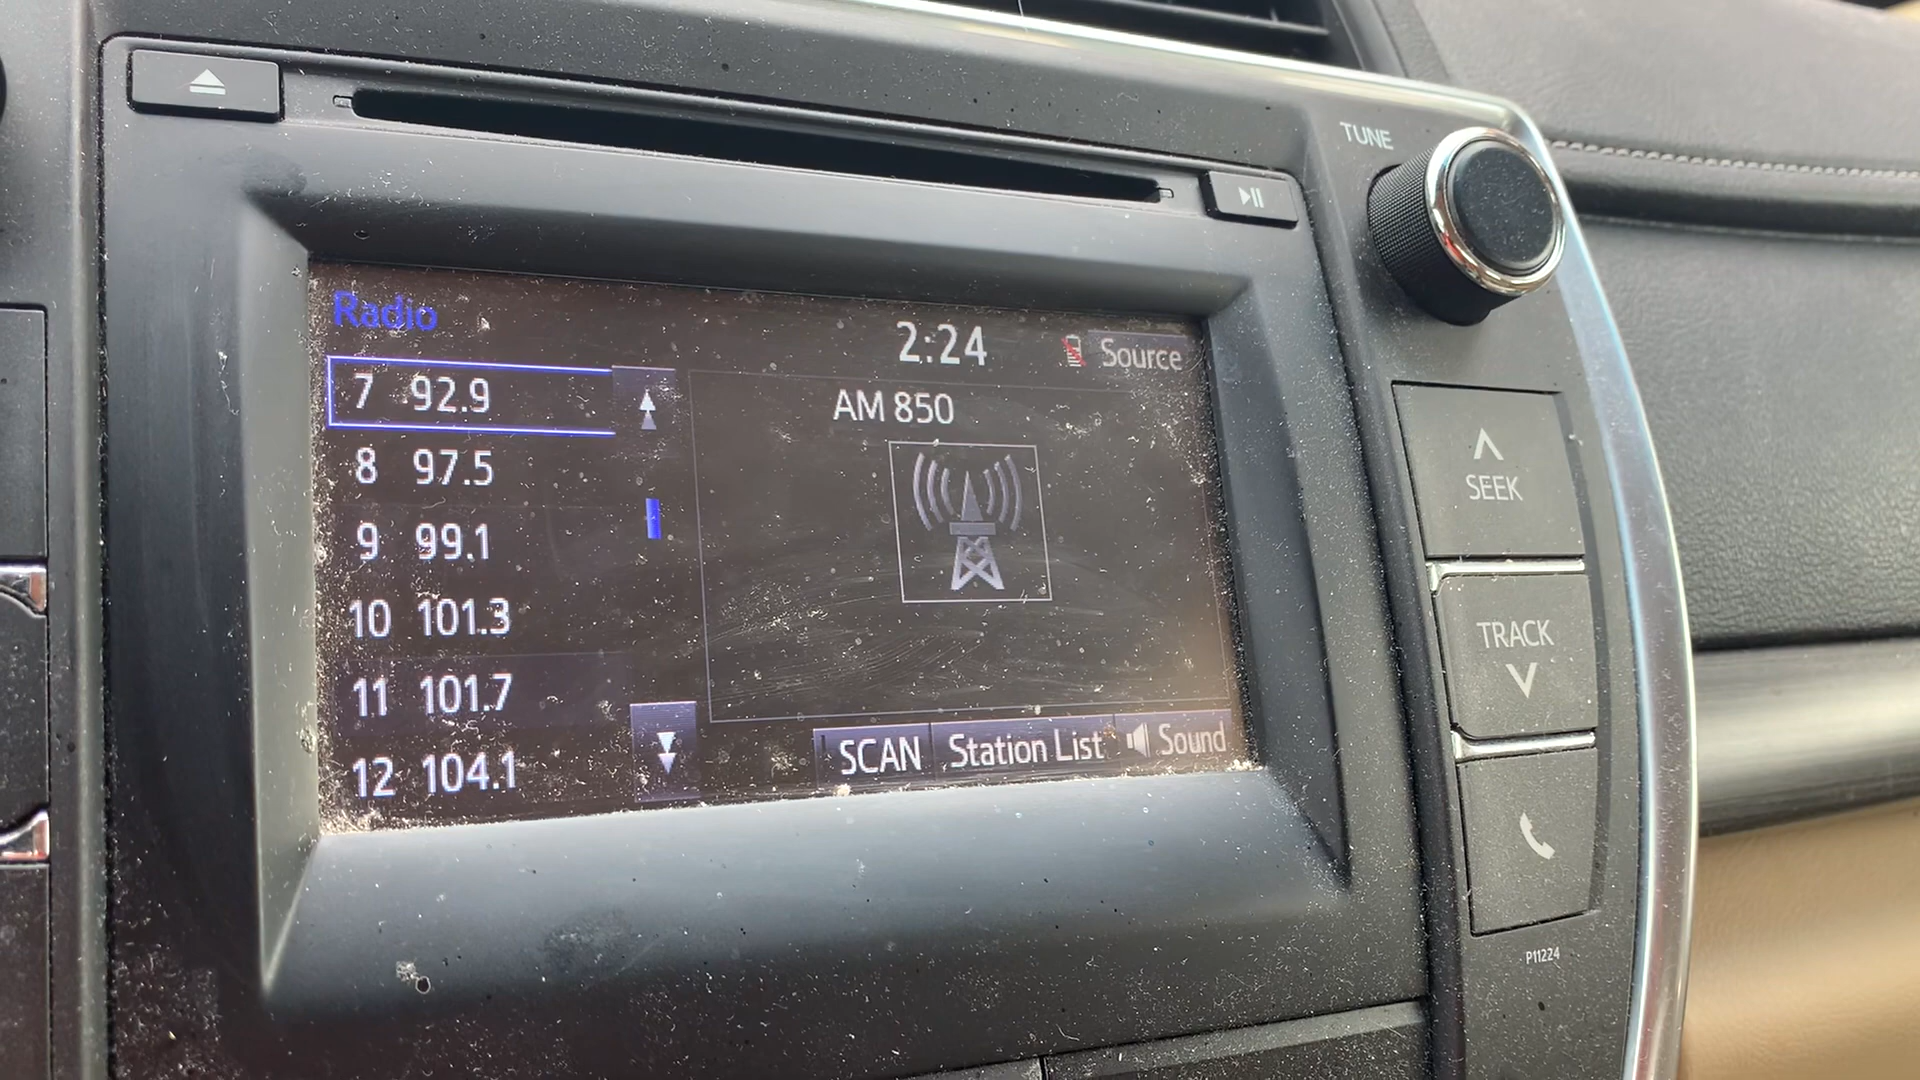 TUNE
Radio
2:24
Source
7 92.9
AM 850
8 97.5
9 99.1
10 101.3
11 101.7
12 104.1
SCAN
Station List
Sound
SEEK
TRACK
P11224